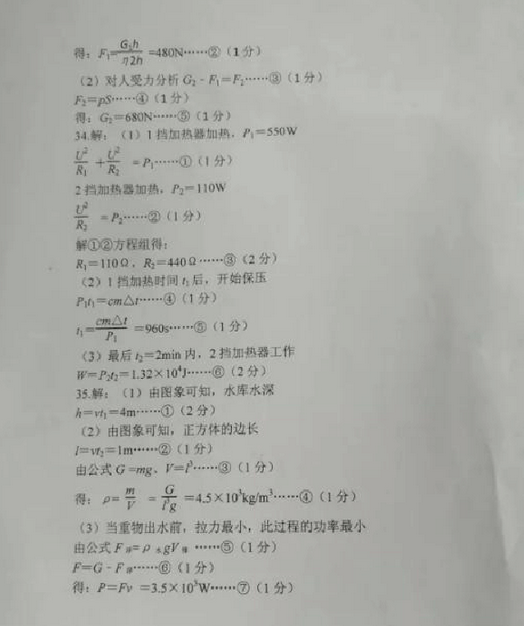 得：F₁=G₁h/η2h=480N……②（1分）
（2）对人受力分析 G₂-F₁=F₂……③（1分）
F₂=pS……④（1分）
得：G₂=680N……⑤（1分）
34.解：（1）1挡加热器加热，P₁=550W
U²/R₁+U²/R₂=P₁……①（1分）
2挡加热器加热，P₂=110W
U²/R₂=P₂……②（1分）
解①②方程组得：
R₁=110Ω，R₂=440Ω……③（2分）
（2）1挡加热时间t₁后，开始保压
P₁t₁=cm△t……④（1分）
t₁=cm△t/P₁=960s……⑤（1分）
（3）最后t₂=2min内，2挡加热器工作
W=P₂t₂=1.32×10⁴J……⑥（2分）
35.解：（1）由图象可知，水库水深
h=vt₁=4m……①（2分）
（2）由图象可知，正方体的边长
l=vt₂=1m……②（1分）
由公式 G=mg，V=l³……③（1分）
得：ρ=m/V=G/l³g=4.5×10³kg/m³……④（1分）
（3）当重物出水前，拉力最小，此过程的功率最小
由公式 F浮=ρ水gV排……⑤（1分）
F=G-F浮……⑥（1分）
得：P=Fv=3.5×10³W……⑦（1分）